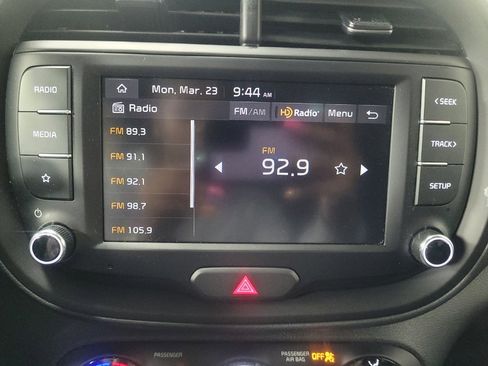 Mon, Mar. 23 9:44 AM
RADIO
Radio FM/AM HD Radio Menu
< SEEK
FM 89.3
MEDIA
FM 91.1
FM
TRACK >
92.9
FM 92.1
SETUP
FM 98.7
FM 105.9
PASSENGER
PASSENGER AIR BAG OFF